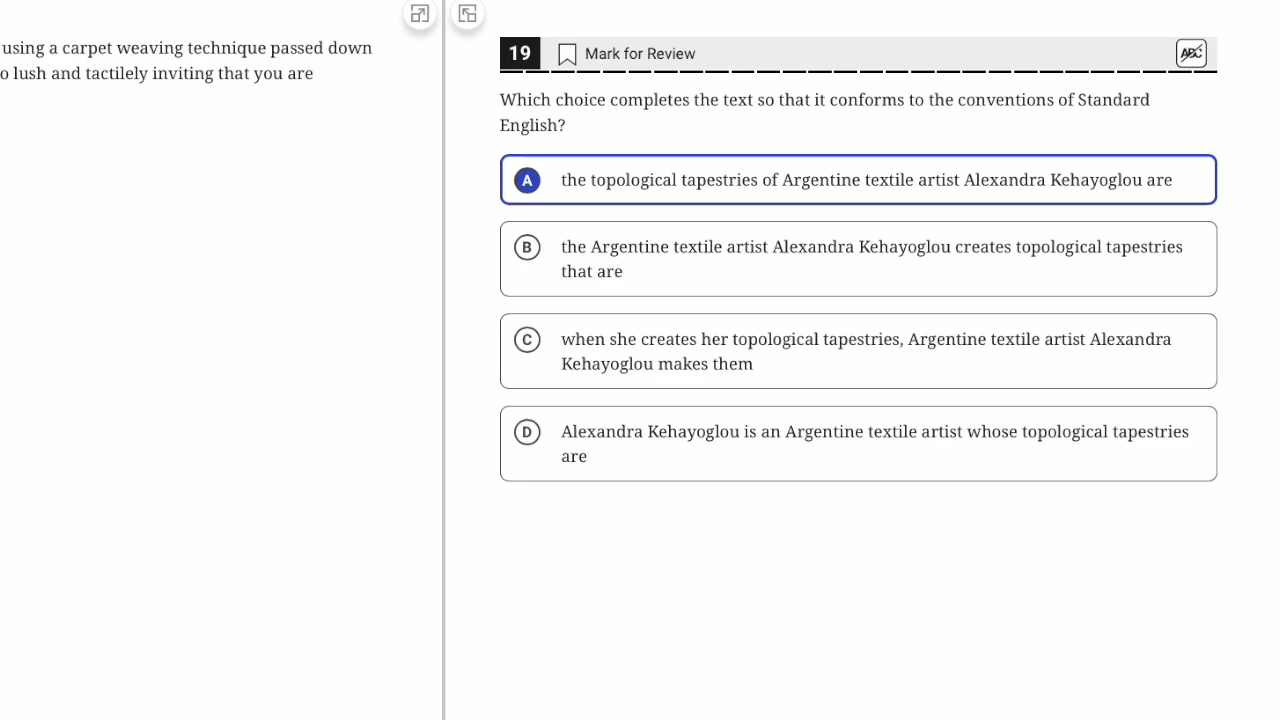 using a carpet weaving technique passed down
o lush and tactilely inviting that you are
19 Mark for Review ABC
Which choice completes the text so that it conforms to the conventions of Standard
English?
A the topological tapestries of Argentine textile artist Alexandra Kehayoglou are
B the Argentine textile artist Alexandra Kehayoglou creates topological tapestries
that are
C when she creates her topological tapestries, Argentine textile artist Alexandra
Kehayoglou makes them
D Alexandra Kehayoglou is an Argentine textile artist whose topological tapestries
are